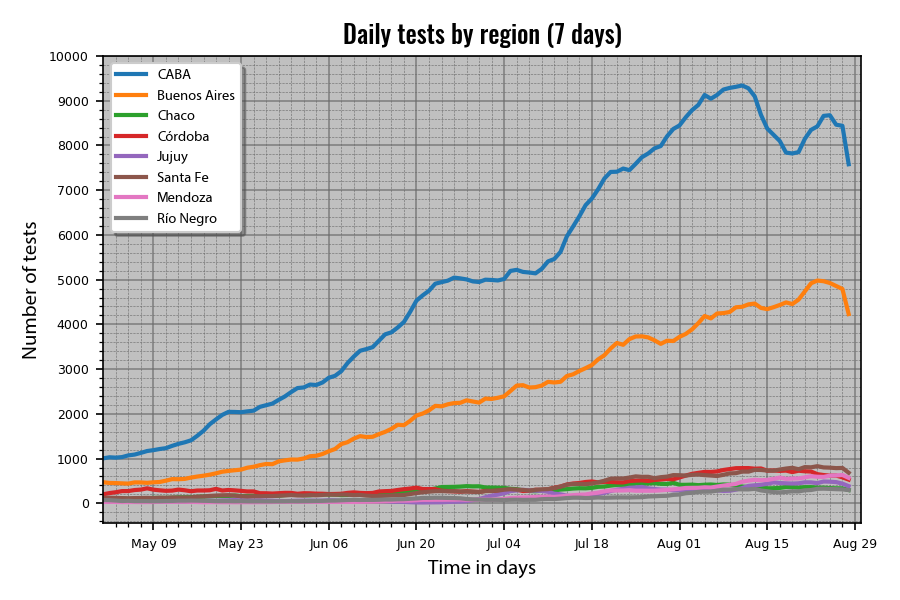 Daily tests by region (7 days)
10000
9000
8000
7000
6000
5000
4000
3000
2000
1000
0
Number of tests
CABA
Buenos Aires
Chaco
Córdoba
Jujuy
Santa Fe
Mendoza
Río Negro
May 09 May 23 Jun 06 Jun 20 Jul 04 Jul 18 Aug 01 Aug 15 Aug 29
Time in days